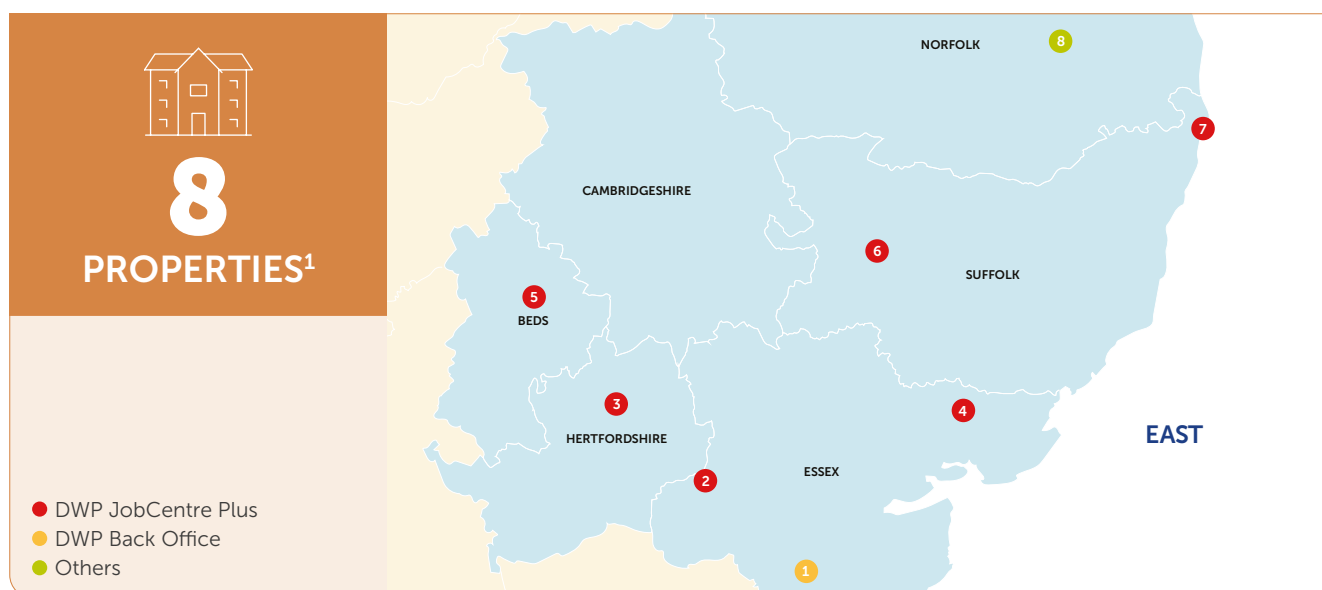 8
PROPERTIES¹
DWP JobCentre Plus
DWP Back Office
Others
NORFOLK
8
7
CAMBRIDGESHIRE
6
SUFFOLK
5
BEDS
3
4
HERTFORDSHIRE
EAST
ESSEX
2
1